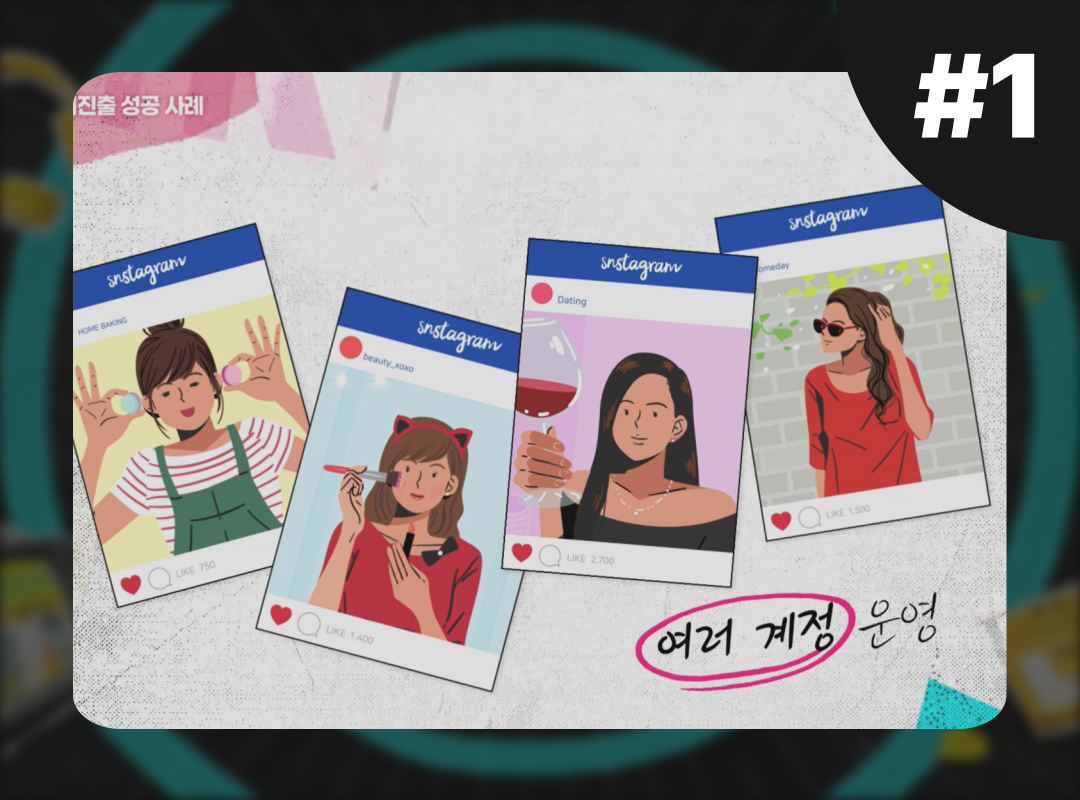 #1
진출 성공 사례
snstagram
HOME BAKING
LIKE 750
snstagram
beauty_xoxo
LIKE 1,400
snstagram
Dating
LIKE 2.700
snstagram
omeday
LIKE 1,500
여러 계정 운영